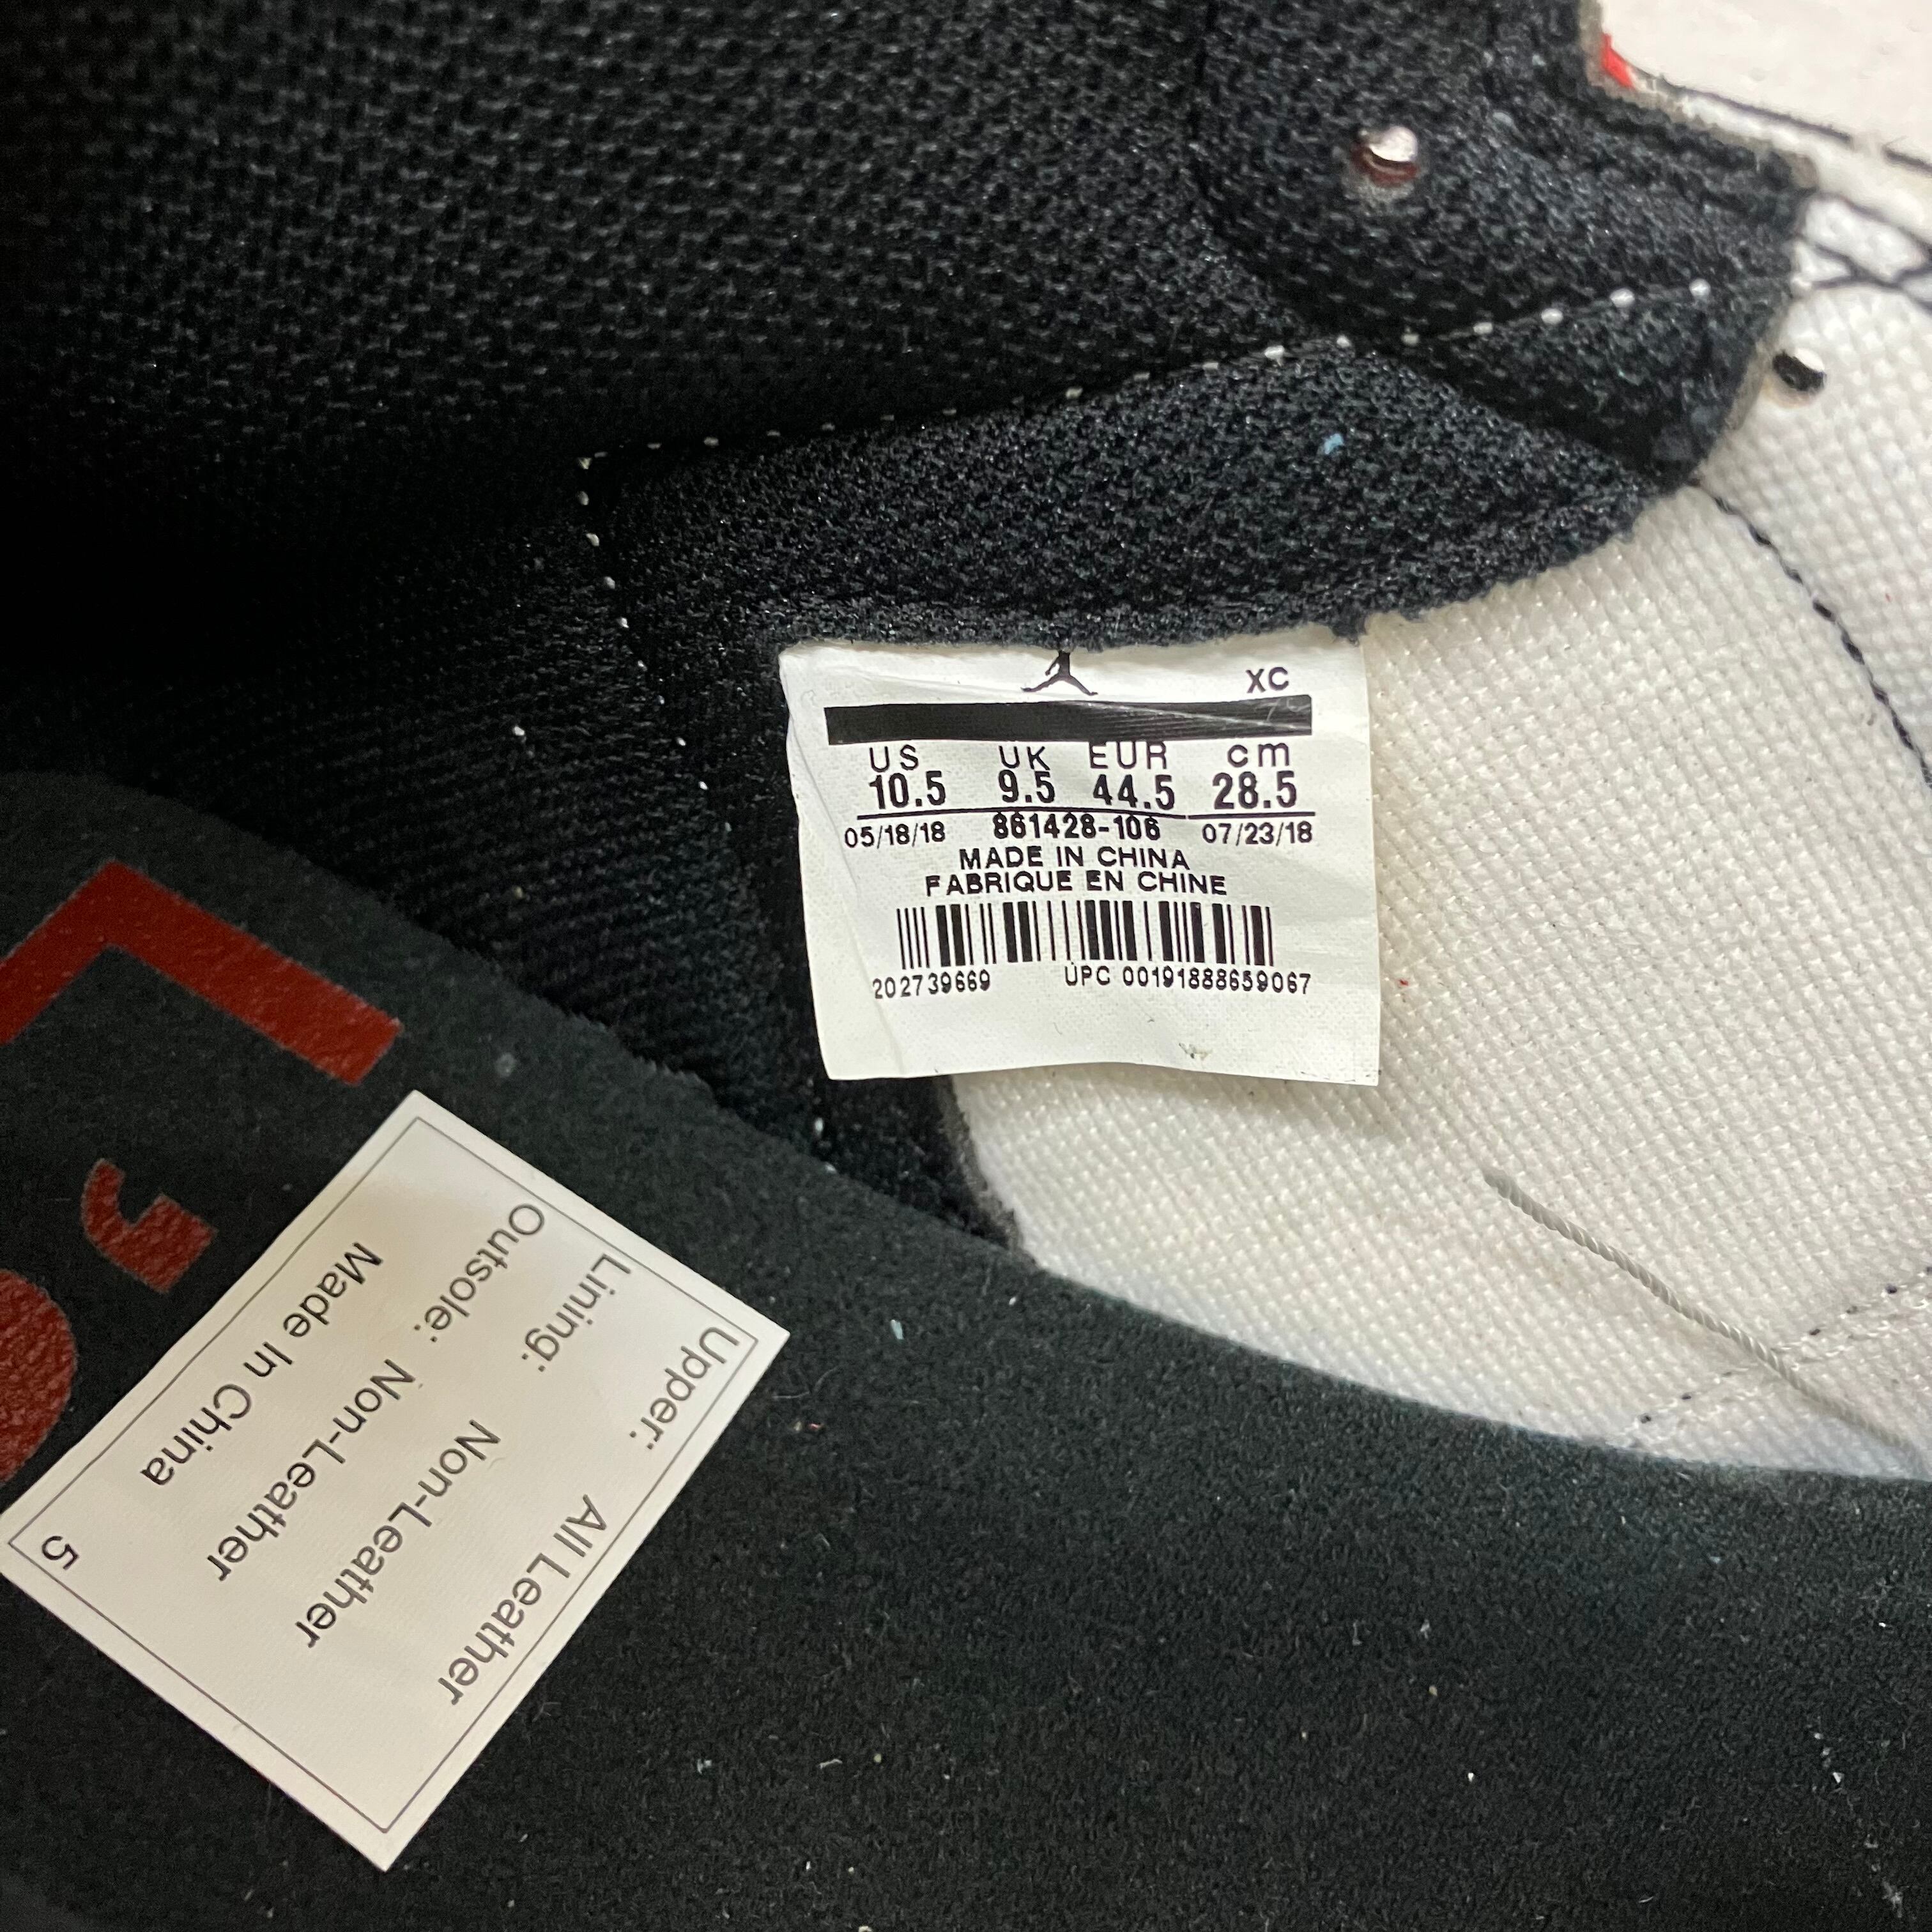 XC
US UK EUR cm
10.5 9.5 44.5 28.5
05/18/18 861428-106 07/23/18
MADE IN CHINA
FABRIQUE EN CHINE
202739669 UPC 00191888659067
Upper: All Leather
Lining: Non-Leather
Outsole: Non-Leather
Made In China
5